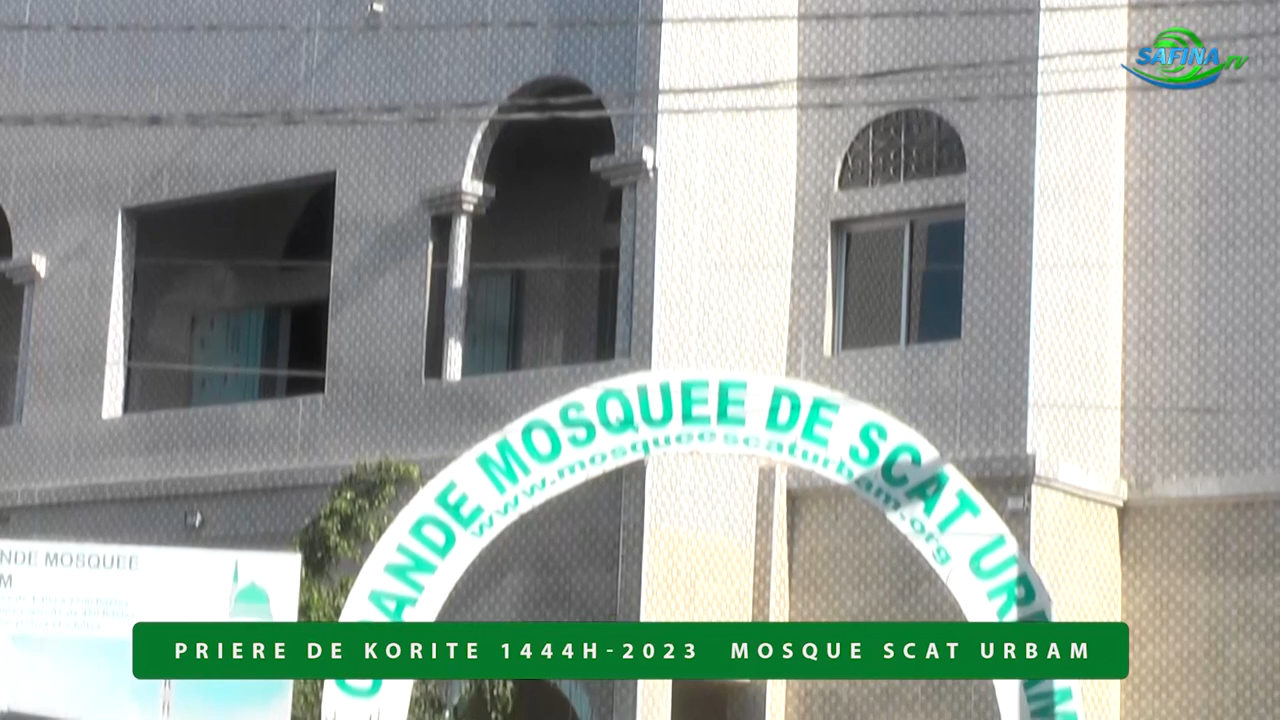 SAFINA TV
GRANDE MOSQUEE DE SCAT URBAM
www.mosqueescaturbam.org
NDE MOSQUEE
M
PRIERE DE KORITE 1444H-2023 MOSQUE SCAT URBAM